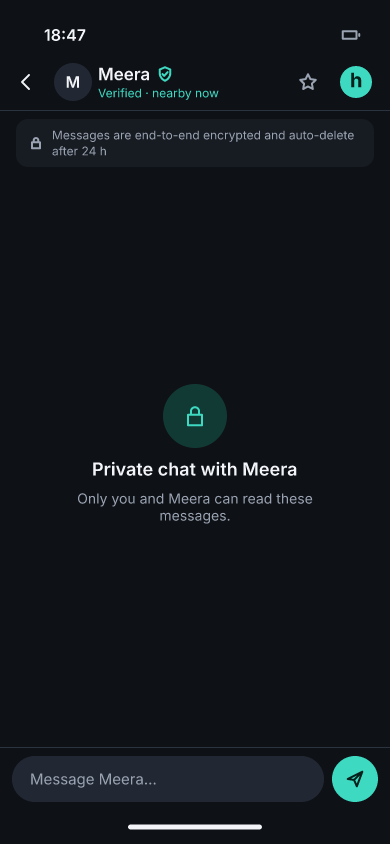 18:47
M
Meera
Verified · nearby now
h
Messages are end-to-end encrypted and auto-delete
after 24 h
Private chat with Meera
Only you and Meera can read these
messages.
Message Meera...